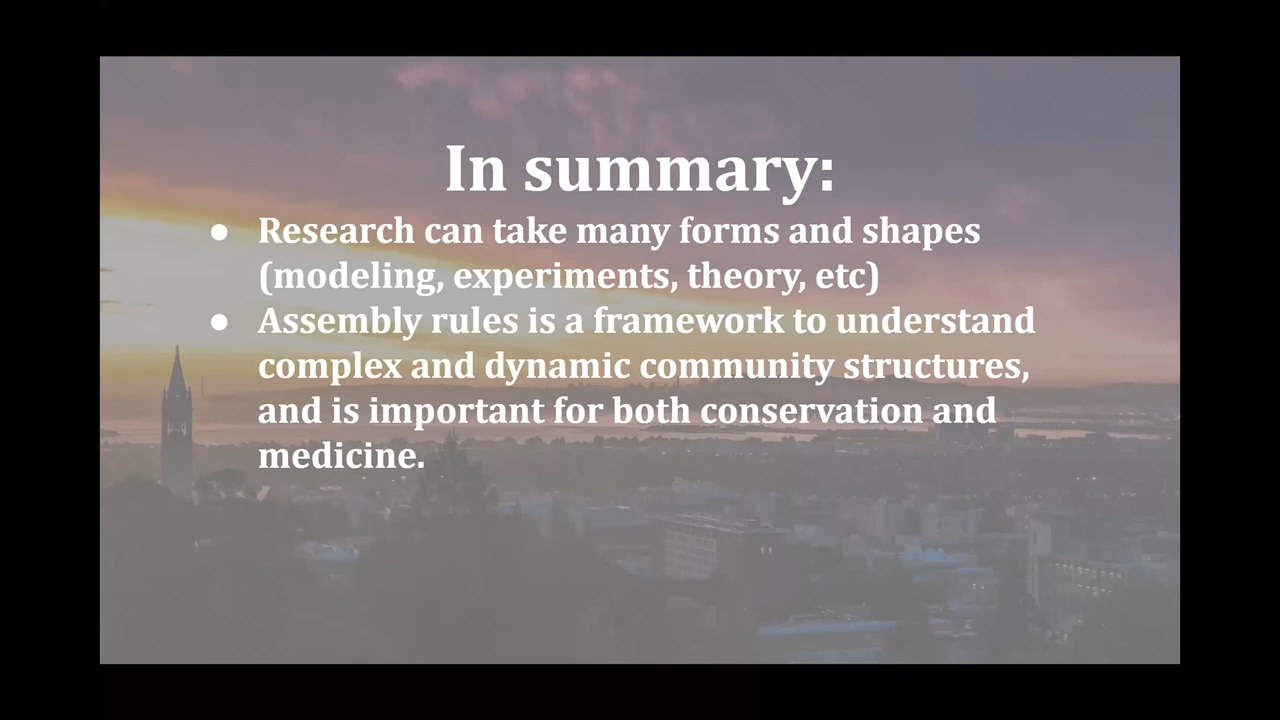 In summary:
● Research can take many forms and shapes
(modeling, experiments, theory, etc)
● Assembly rules is a framework to understand
complex and dynamic community structures,
and is important for both conservation and
medicine.